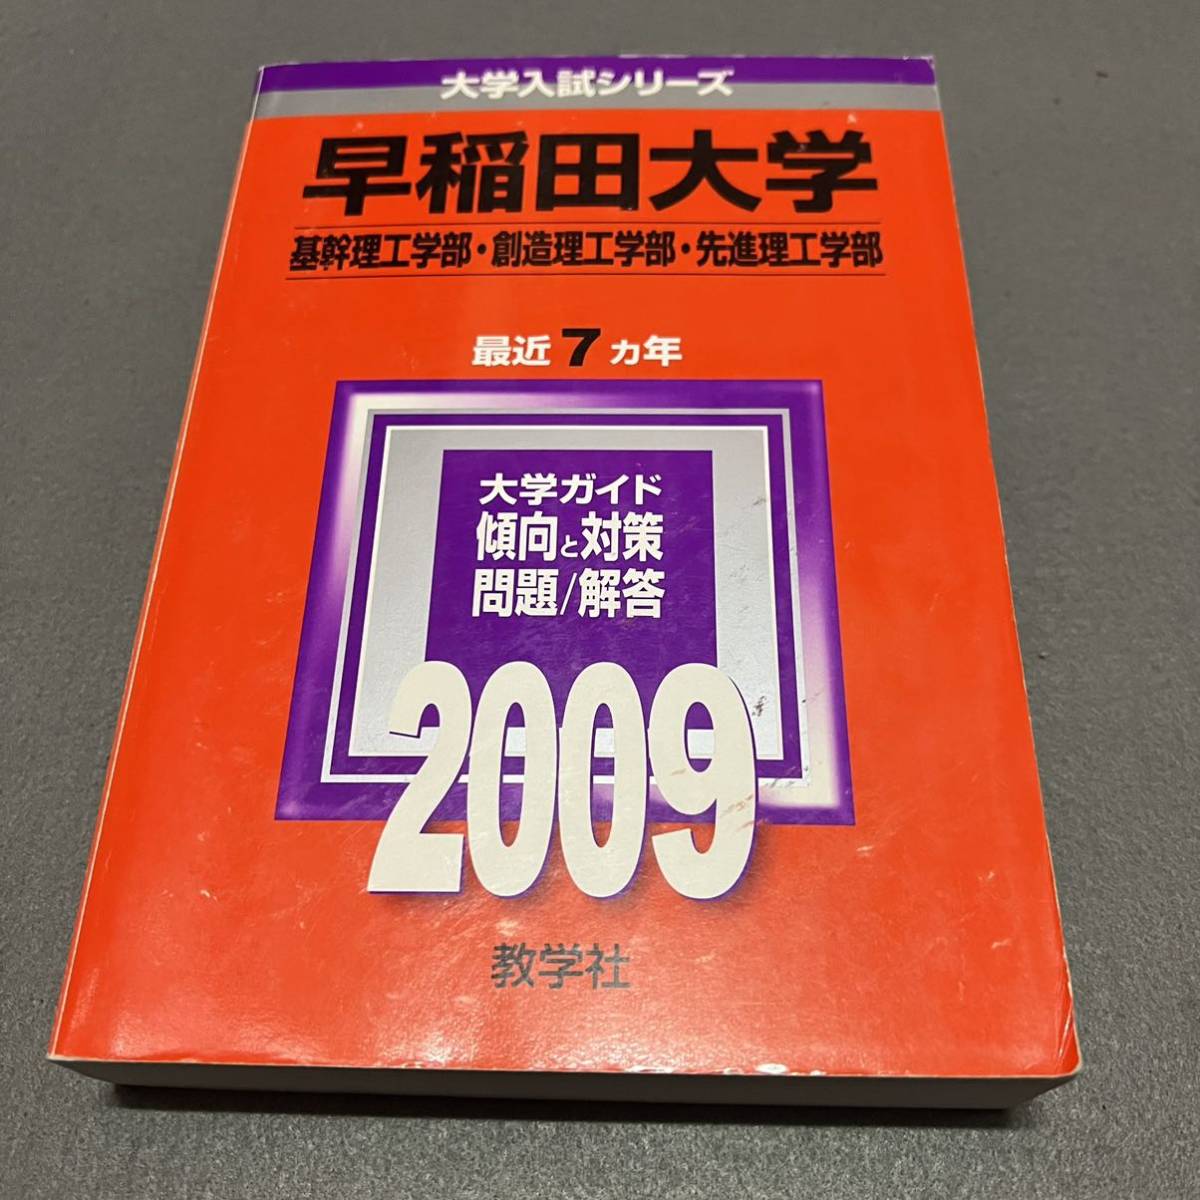 大学入試シリーズ
早稲田大学
基幹理工学部・創造理工学部・先進理工学部
最近7ヵ年
大学ガイド
傾向と対策
問題/解答
2009
教学社